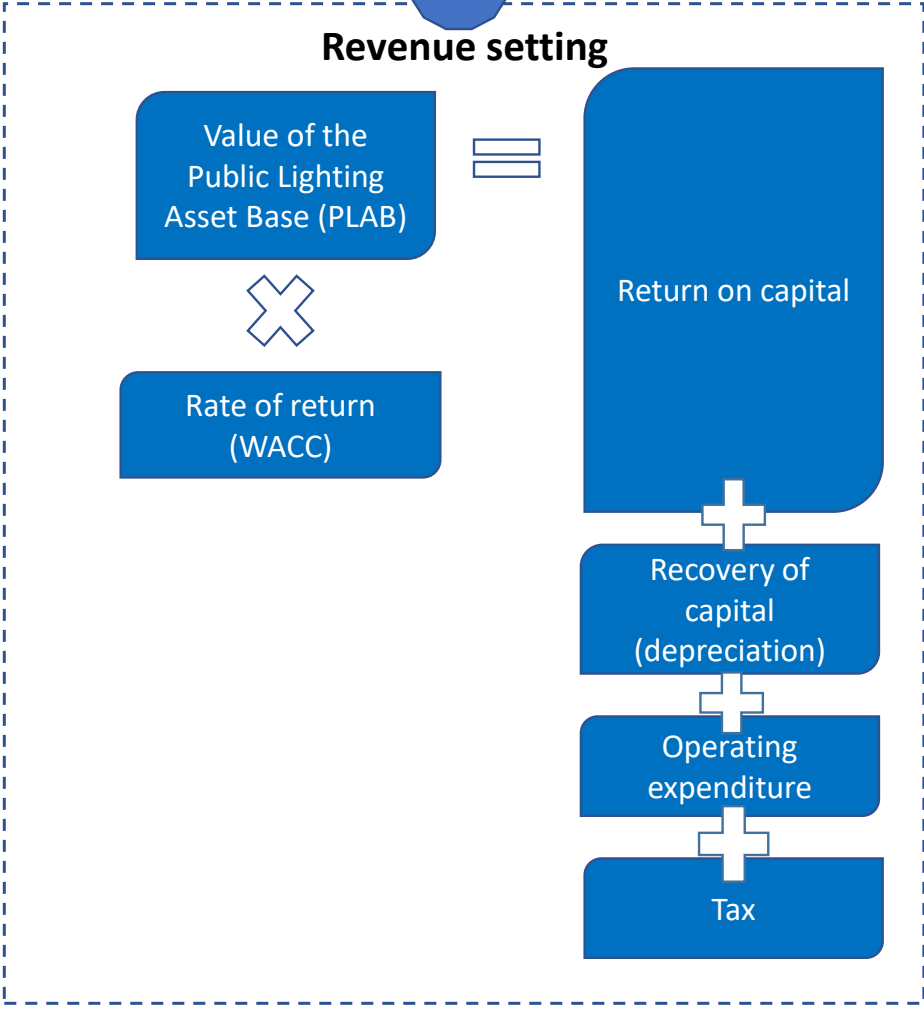 Revenue setting
Value of the
Public Lighting
Asset Base (PLAB)
Rate of return
(WACC)
Return on capital
Recovery of
capital
(depreciation)
Operating
expenditure
Tax